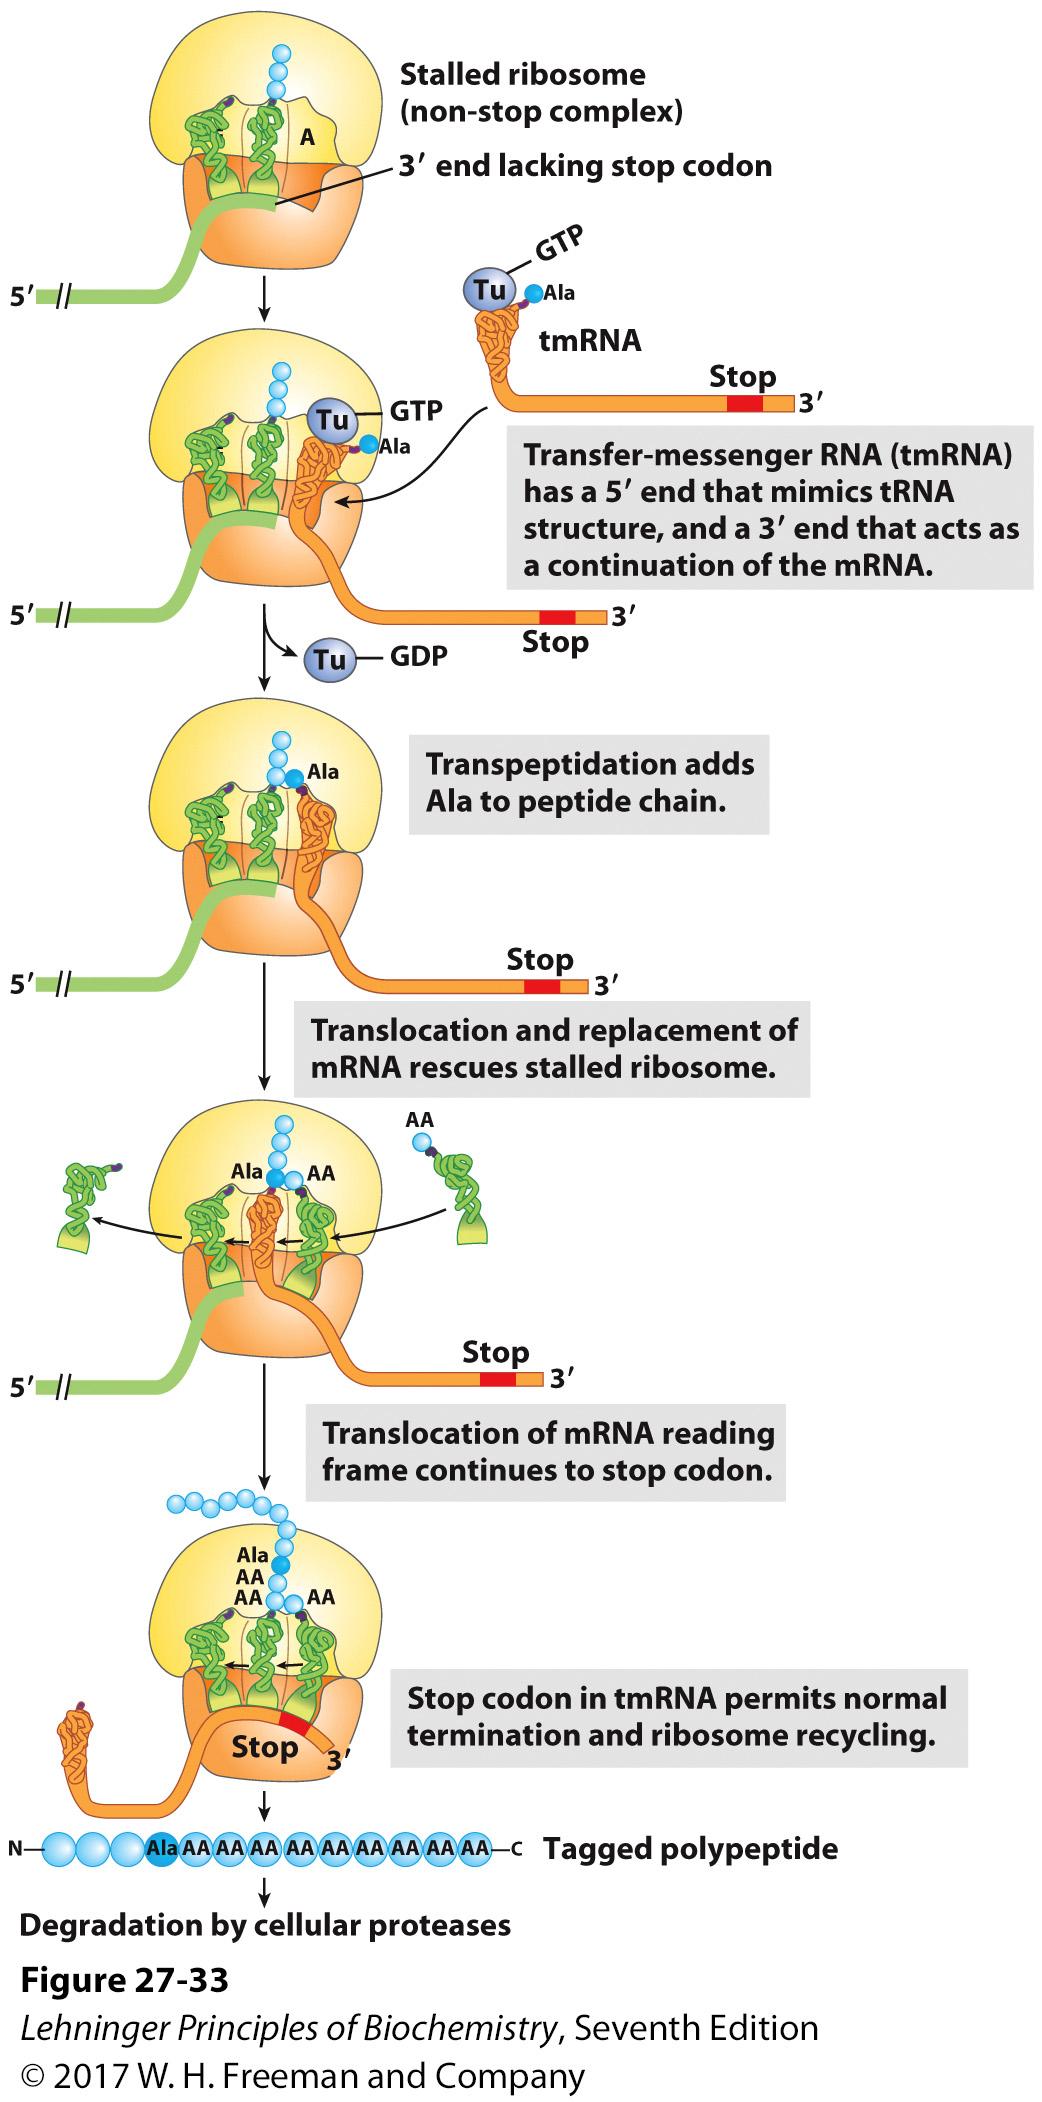 Stalled ribosome
(non-stop complex)
A
3′ end lacking stop codon
GTP
Tu
Ala
5′
tmRNA
Stop
3′
Tu
GTP
Ala
Transfer-messenger RNA (tmRNA)
has a 5′ end that mimics tRNA
structure, and a 3′ end that acts as
a continuation of the mRNA.
5′
3′
Stop
Tu
GDP
Ala
Transpeptidation adds
Ala to peptide chain.
Stop
5′
3′
Translocation and replacement of
mRNA rescues stalled ribosome.
AA
Ala
AA
Stop
5′
3′
Translocation of mRNA reading
frame continues to stop codon.
Ala
AA
AA
AA
Stop codon in tmRNA permits normal
termination and ribosome recycling.
Stop
3′
N Ala AA AA AA AA AA AA AA AA AA C Tagged polypeptide
Degradation by cellular proteases
Figure 27-33
Lehninger Principles of Biochemistry, Seventh Edition
© 2017 W. H. Freeman and Company